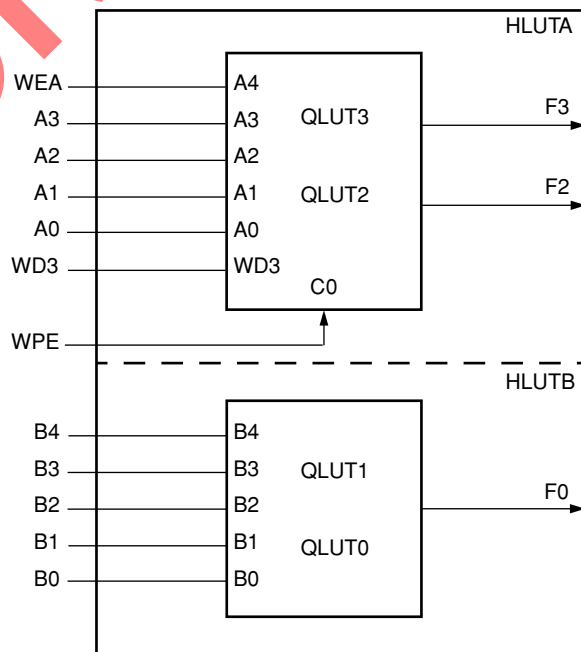 HLUTA
WEA A4
A3 A3 QLUT3 F3
A2 A2
A1 A1 QLUT2 F2
A0 A0
WD3 WD3
C0
WPE
HLUTB
B4 B4
B3 B3 QLUT1
B2 B2 F0
B1 B1 QLUT0
B0 B0